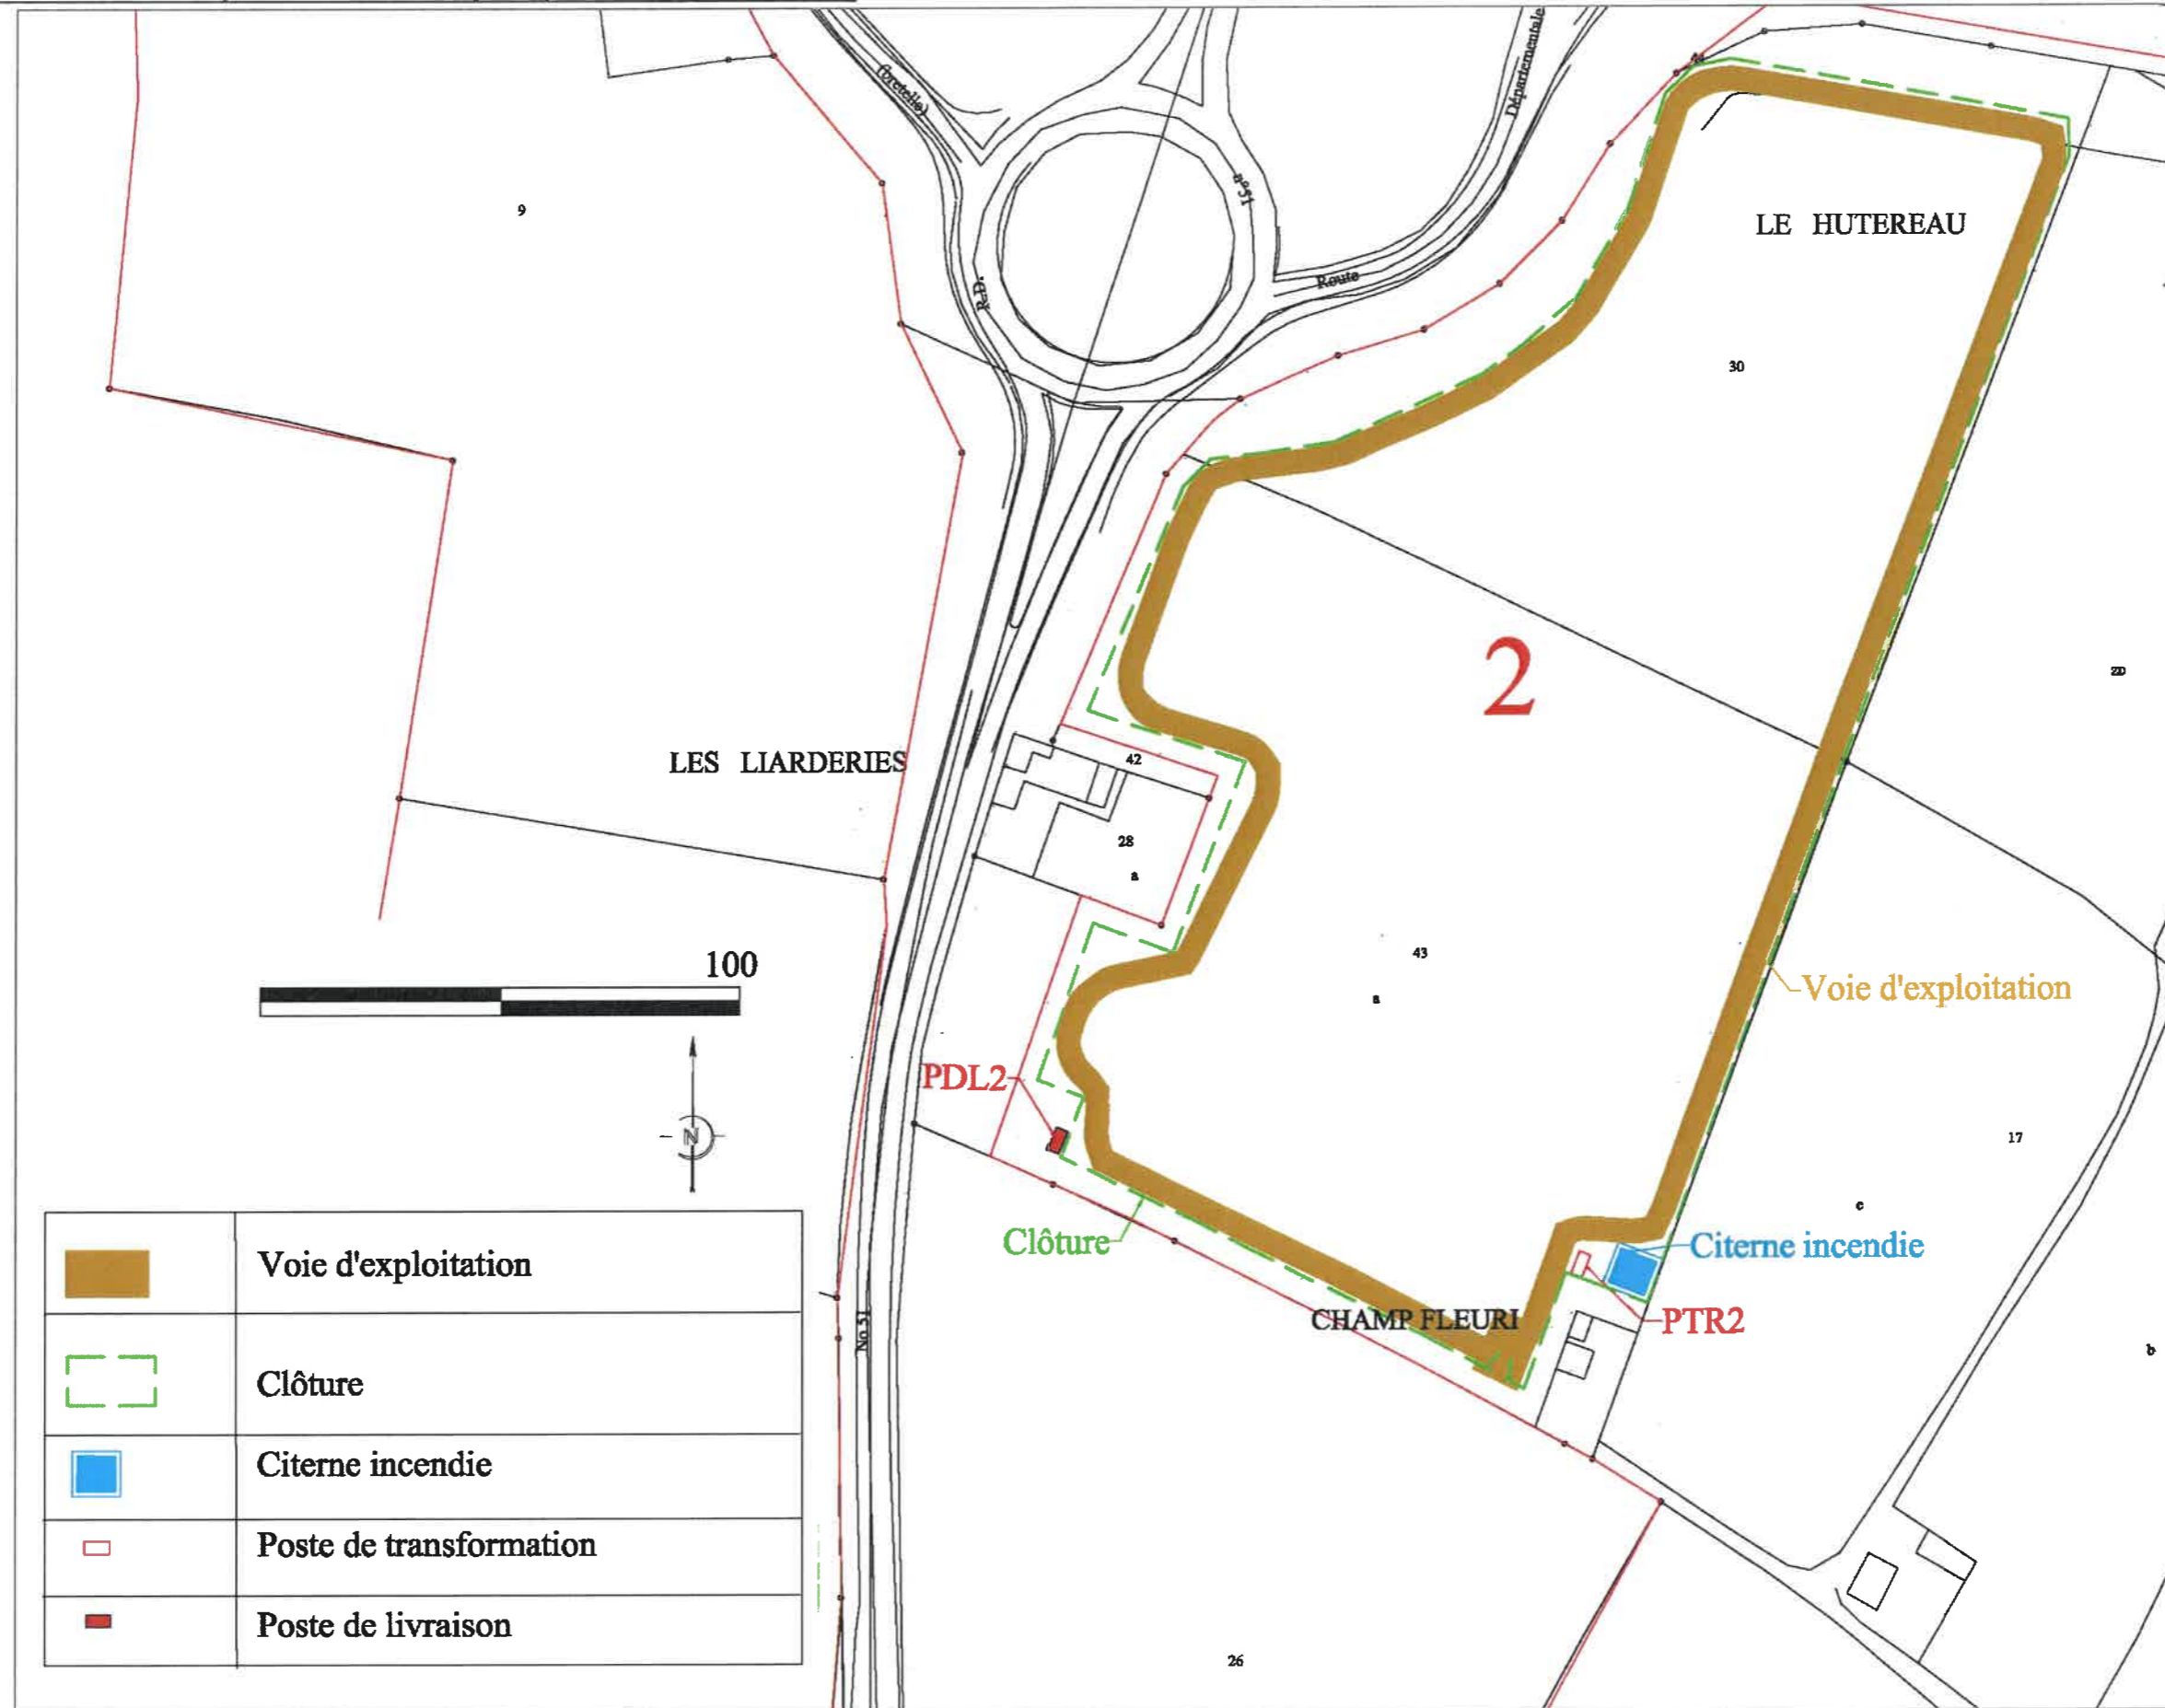 (bretelle)
Départementale
9
n°51
LE HUTEREAU
R.D.
Route
30
2
LES LIARDERIES
42
28
a
43
a
100
Voie d'exploitation
PDL2
N
17
c
Clôture
Citerne incendie
CHAMP FLEURI
PTR2
No 51
b
Voie d'exploitation
Clôture
Citerne incendie
Poste de transformation
Poste de livraison
26